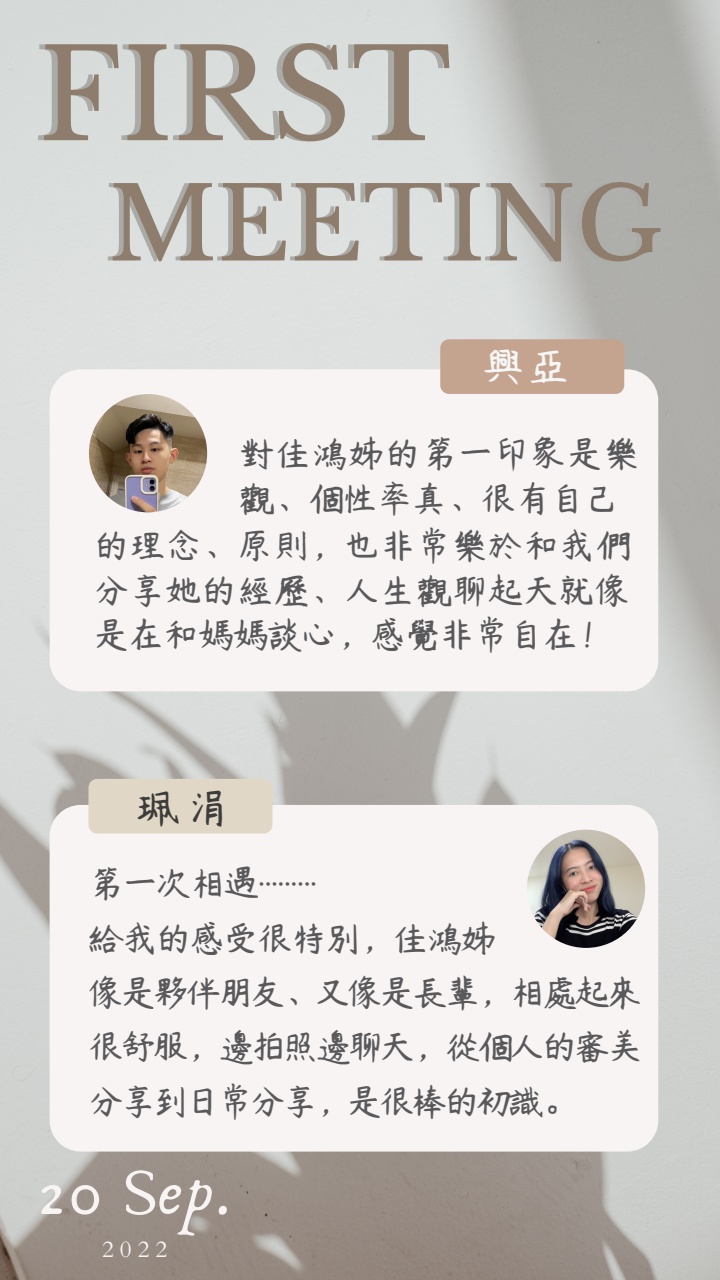 FIRST
MEETING
興亞
對佳鴻姊的第一印象是樂
觀、個性率真、很有自己
的理念、原則，也非常樂於和我們
分享她的經歷、人生觀聊起天就像
是在和媽媽談心，感覺非常自在！
珮涓
第一次相遇………
給我的感受很特別，佳鴻姊
像是夥伴朋友、又像是長輩，相處起來
很舒服，邊拍照邊聊天，從個人的審美
分享到日常分享，是很棒的初識。
20 Sep.
2022